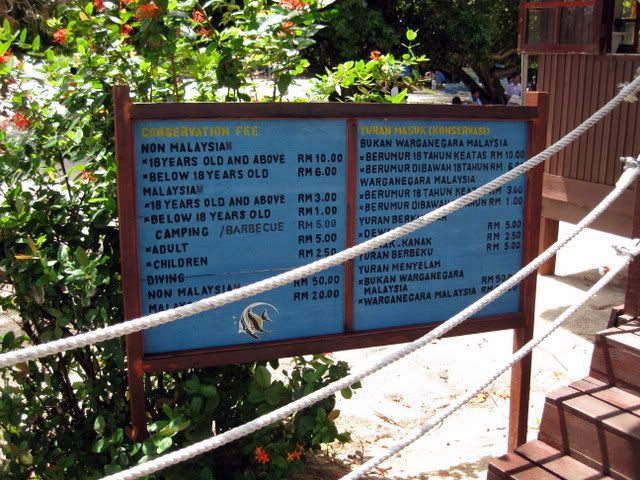 CONSERVATION FEE
NON MALAYSIAN
*18 YEARS OLD AND ABOVE RM 10.00
*BELOW 18 YEARS OLD RM 6.00
MALAYSIAN
*18 YEARS OLD AND ABOVE RM 3.00
*BELOW 18 YEARS OLD RM 1.00
CAMPING / BARBECUE RM 5.00
*ADULT RM 5.00
*CHILDREN RM 2.50
DIVING
NON MALAYSIAN RM 50.00
RM 20.00
YURAN MASUK (KONSERVASI)
BUKAN WARGANEGARA MALAYSIA
*BERUMUR 18 TAHUN KEATAS RM 10.00
*BERUMUR DIBAWAH 18 TAHUN RM
WARGANEGARA MALAYSIA
*BERUMUR 18 TAHUN KEATAS RM 3.00
*BERUMUR DIBAWAH RM 1.00
YURAN
RM 5.00
RM 2.50
YURAN BERBEKU RM 5.00
YURAN MENYELAM
*BUKAN WARGANEGARA
MALAYSIA RM 50.00
*WARGANEGARA MALAYSIA